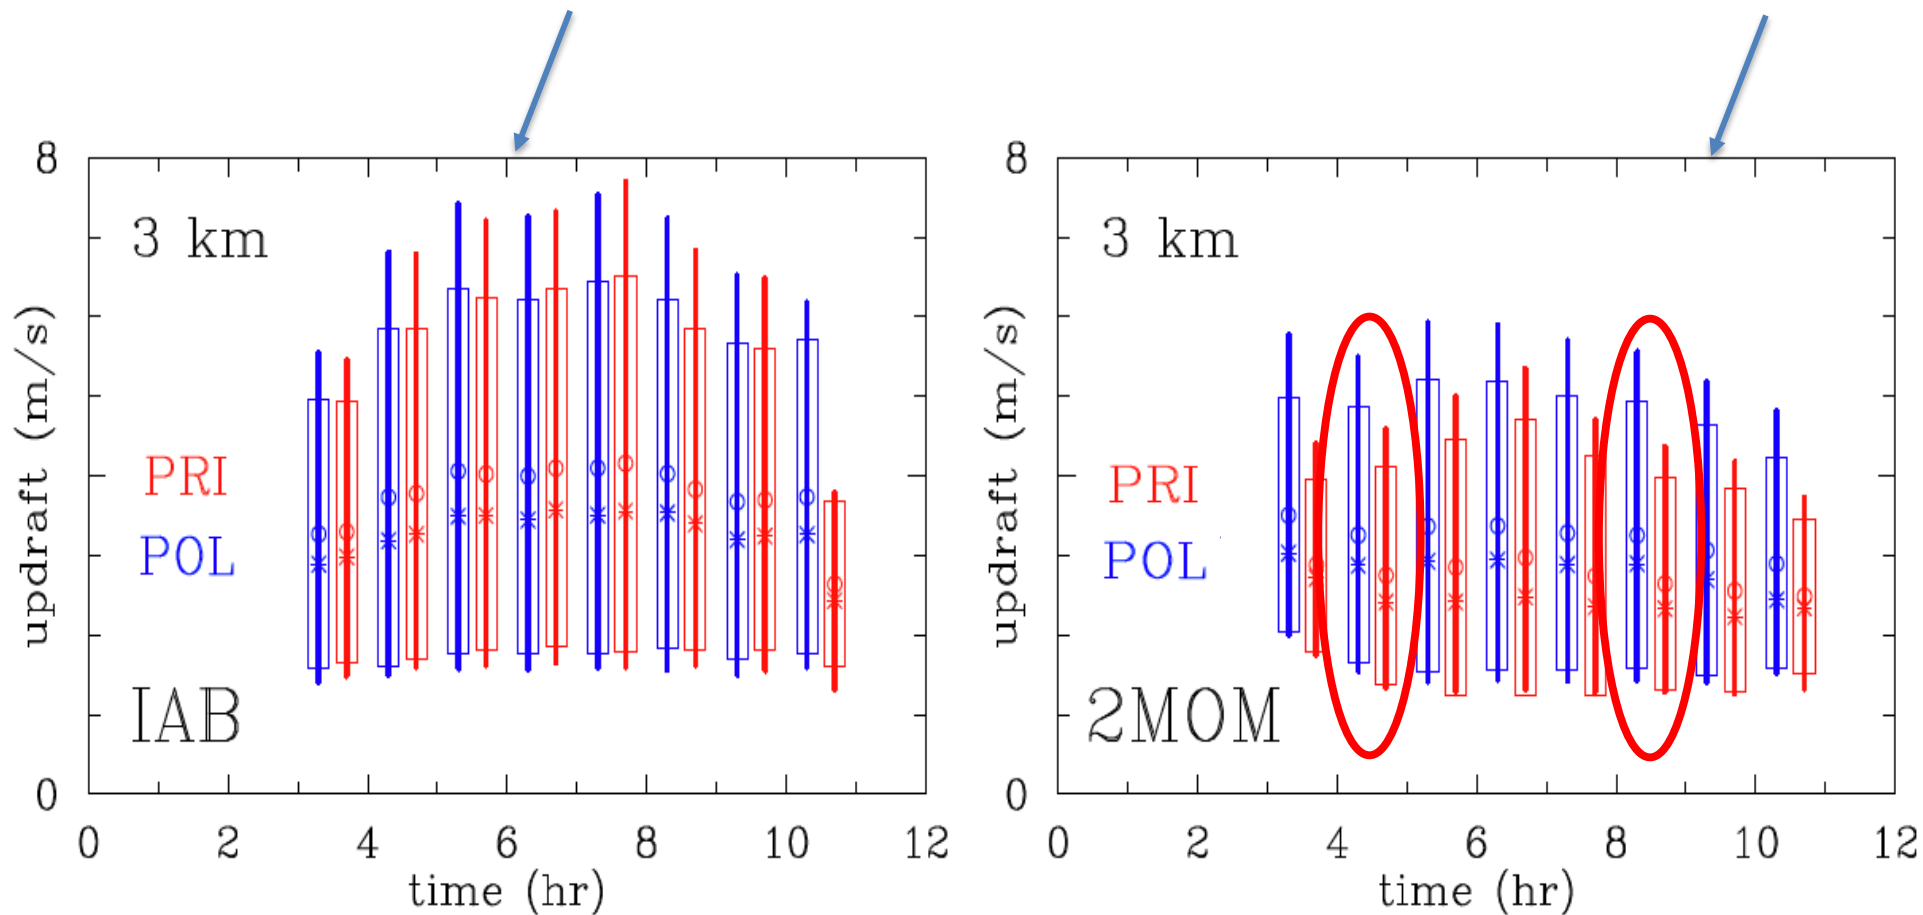 8
3 km
updraft (m/s)
PRI
POL
IAB
0
0 2 4 6 8 10 12
time (hr)
8
3 km
updraft (m/s)
PRI
POL
2MOM
0
0 2 4 6 8 10 12
time (hr)